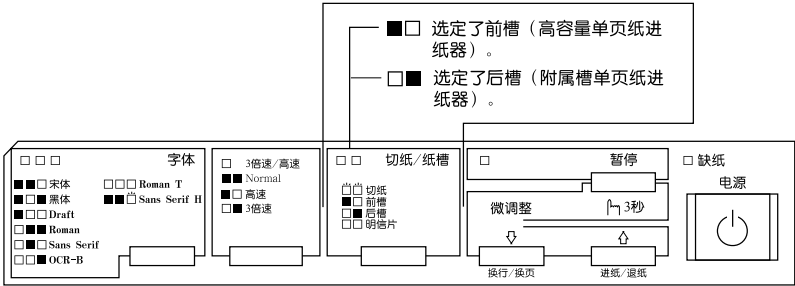 选定了前槽（高容量单页纸进
纸器）。
选定了后槽（附属槽单页纸进
纸器）。
字体
宋体
黑体
Draft
Roman
Sans Serif
OCR-B
Roman T
Sans Serif H
3倍速/高速
Normal
高速
3倍速
切纸/纸槽
切纸
前槽
后槽
明信片
暂停
微调整
3秒
换行/换页
进纸/退纸
缺纸
电源